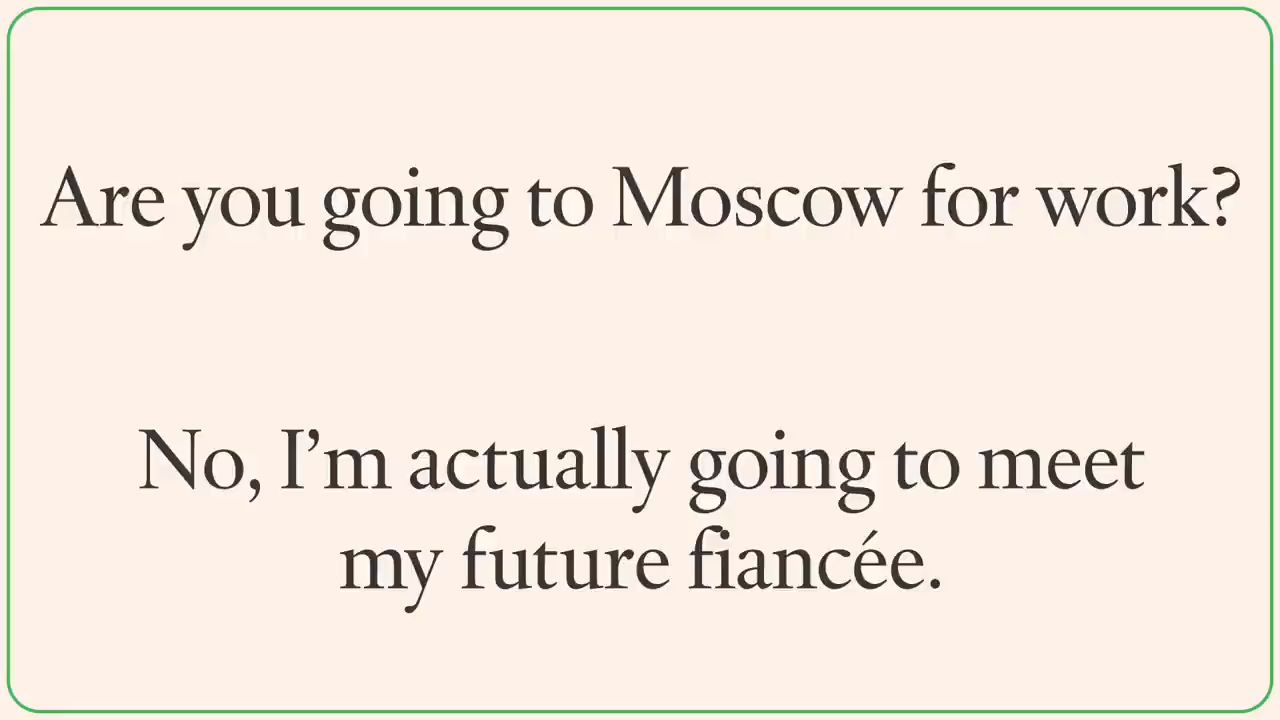 Are you going to Moscow for work?
No, I’m actually going to meet
my future fiancée.